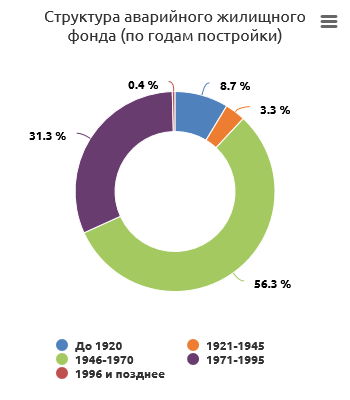 Структура аварийного жилищного
фонда (по годам постройки)
0.4 %
8.7 %
3.3 %
31.3 %
56.3 %
До 1920
1921-1945
1946-1970
1971-1995
1996 и позднее